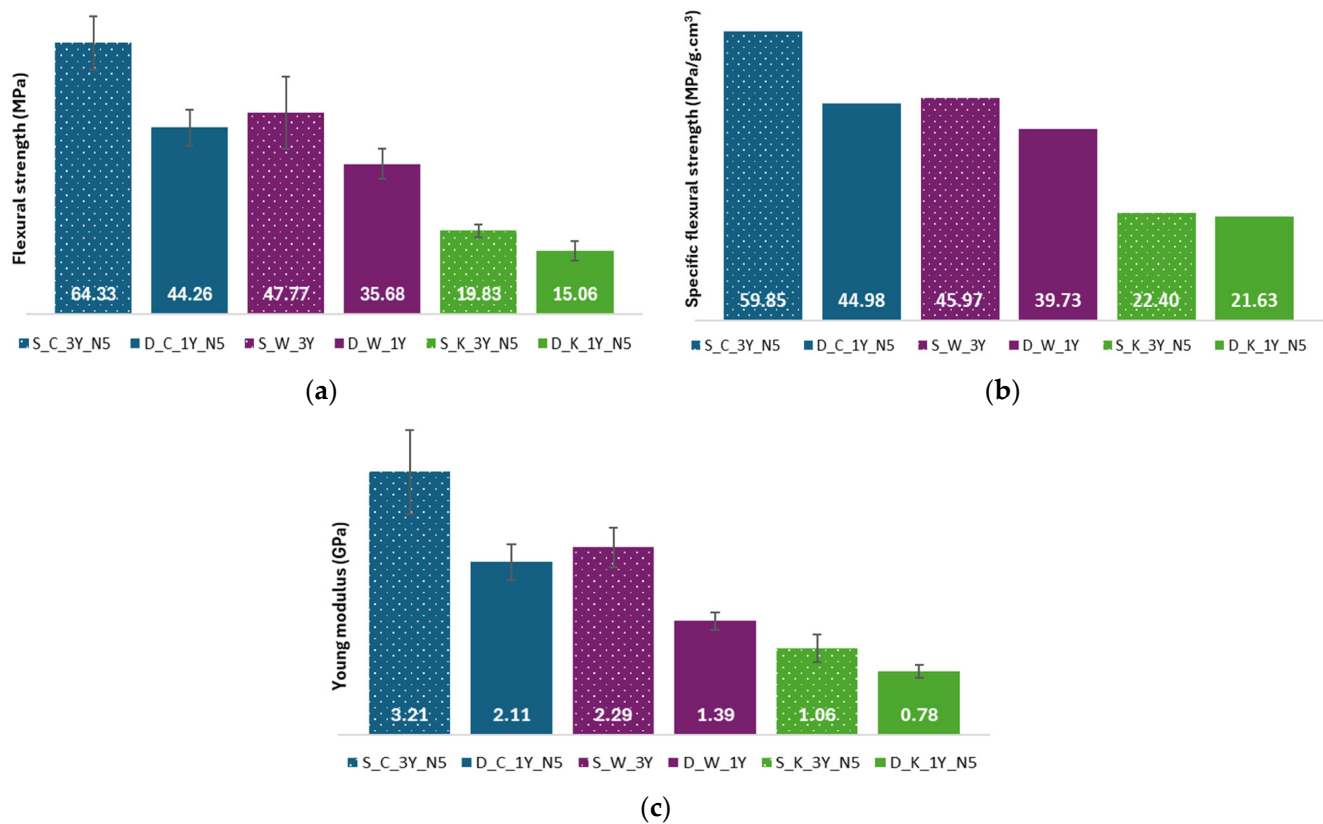 Flexural strength (MPa)
64.33 44.26 47.77 35.68 19.83 15.06
S_C_3Y_N5 D_C_1Y_N5 S_W_3Y D_W_1Y S_K_3Y_N5 D_K_1Y_N5
(a)
Specific flexural strength (MPa/g.cm³)
59.85 44.98 45.97 39.73 22.40 21.63
S_C_3Y_N5 D_C_1Y_N5 S_W_3Y D_W_1Y S_K_3Y_N5 D_K_1Y_N5
(b)
Young modulus (GPa)
3.21 2.11 2.29 1.39 1.06 0.78
S_C_3Y_N5 D_C_1Y_N5 S_W_3Y D_W_1Y S_K_3Y_N5 D_K_1Y_N5
(c)